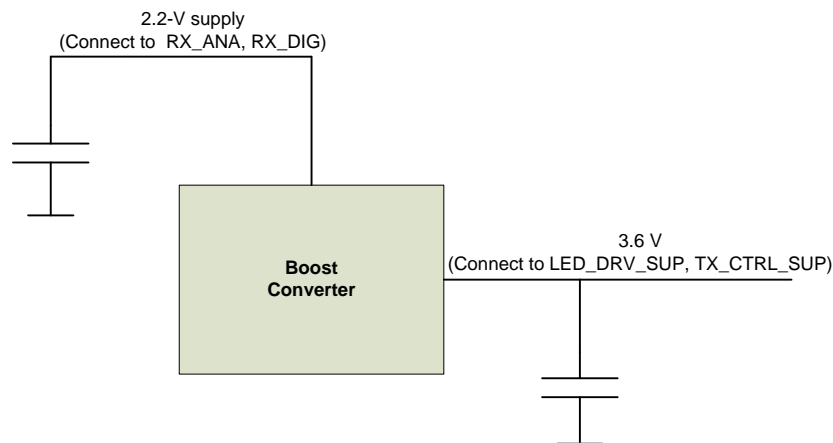 2.2-V supply
(Connect to RX_ANA, RX_DIG)
Boost
Converter
3.6 V
(Connect to LED_DRV_SUP, TX_CTRL_SUP)